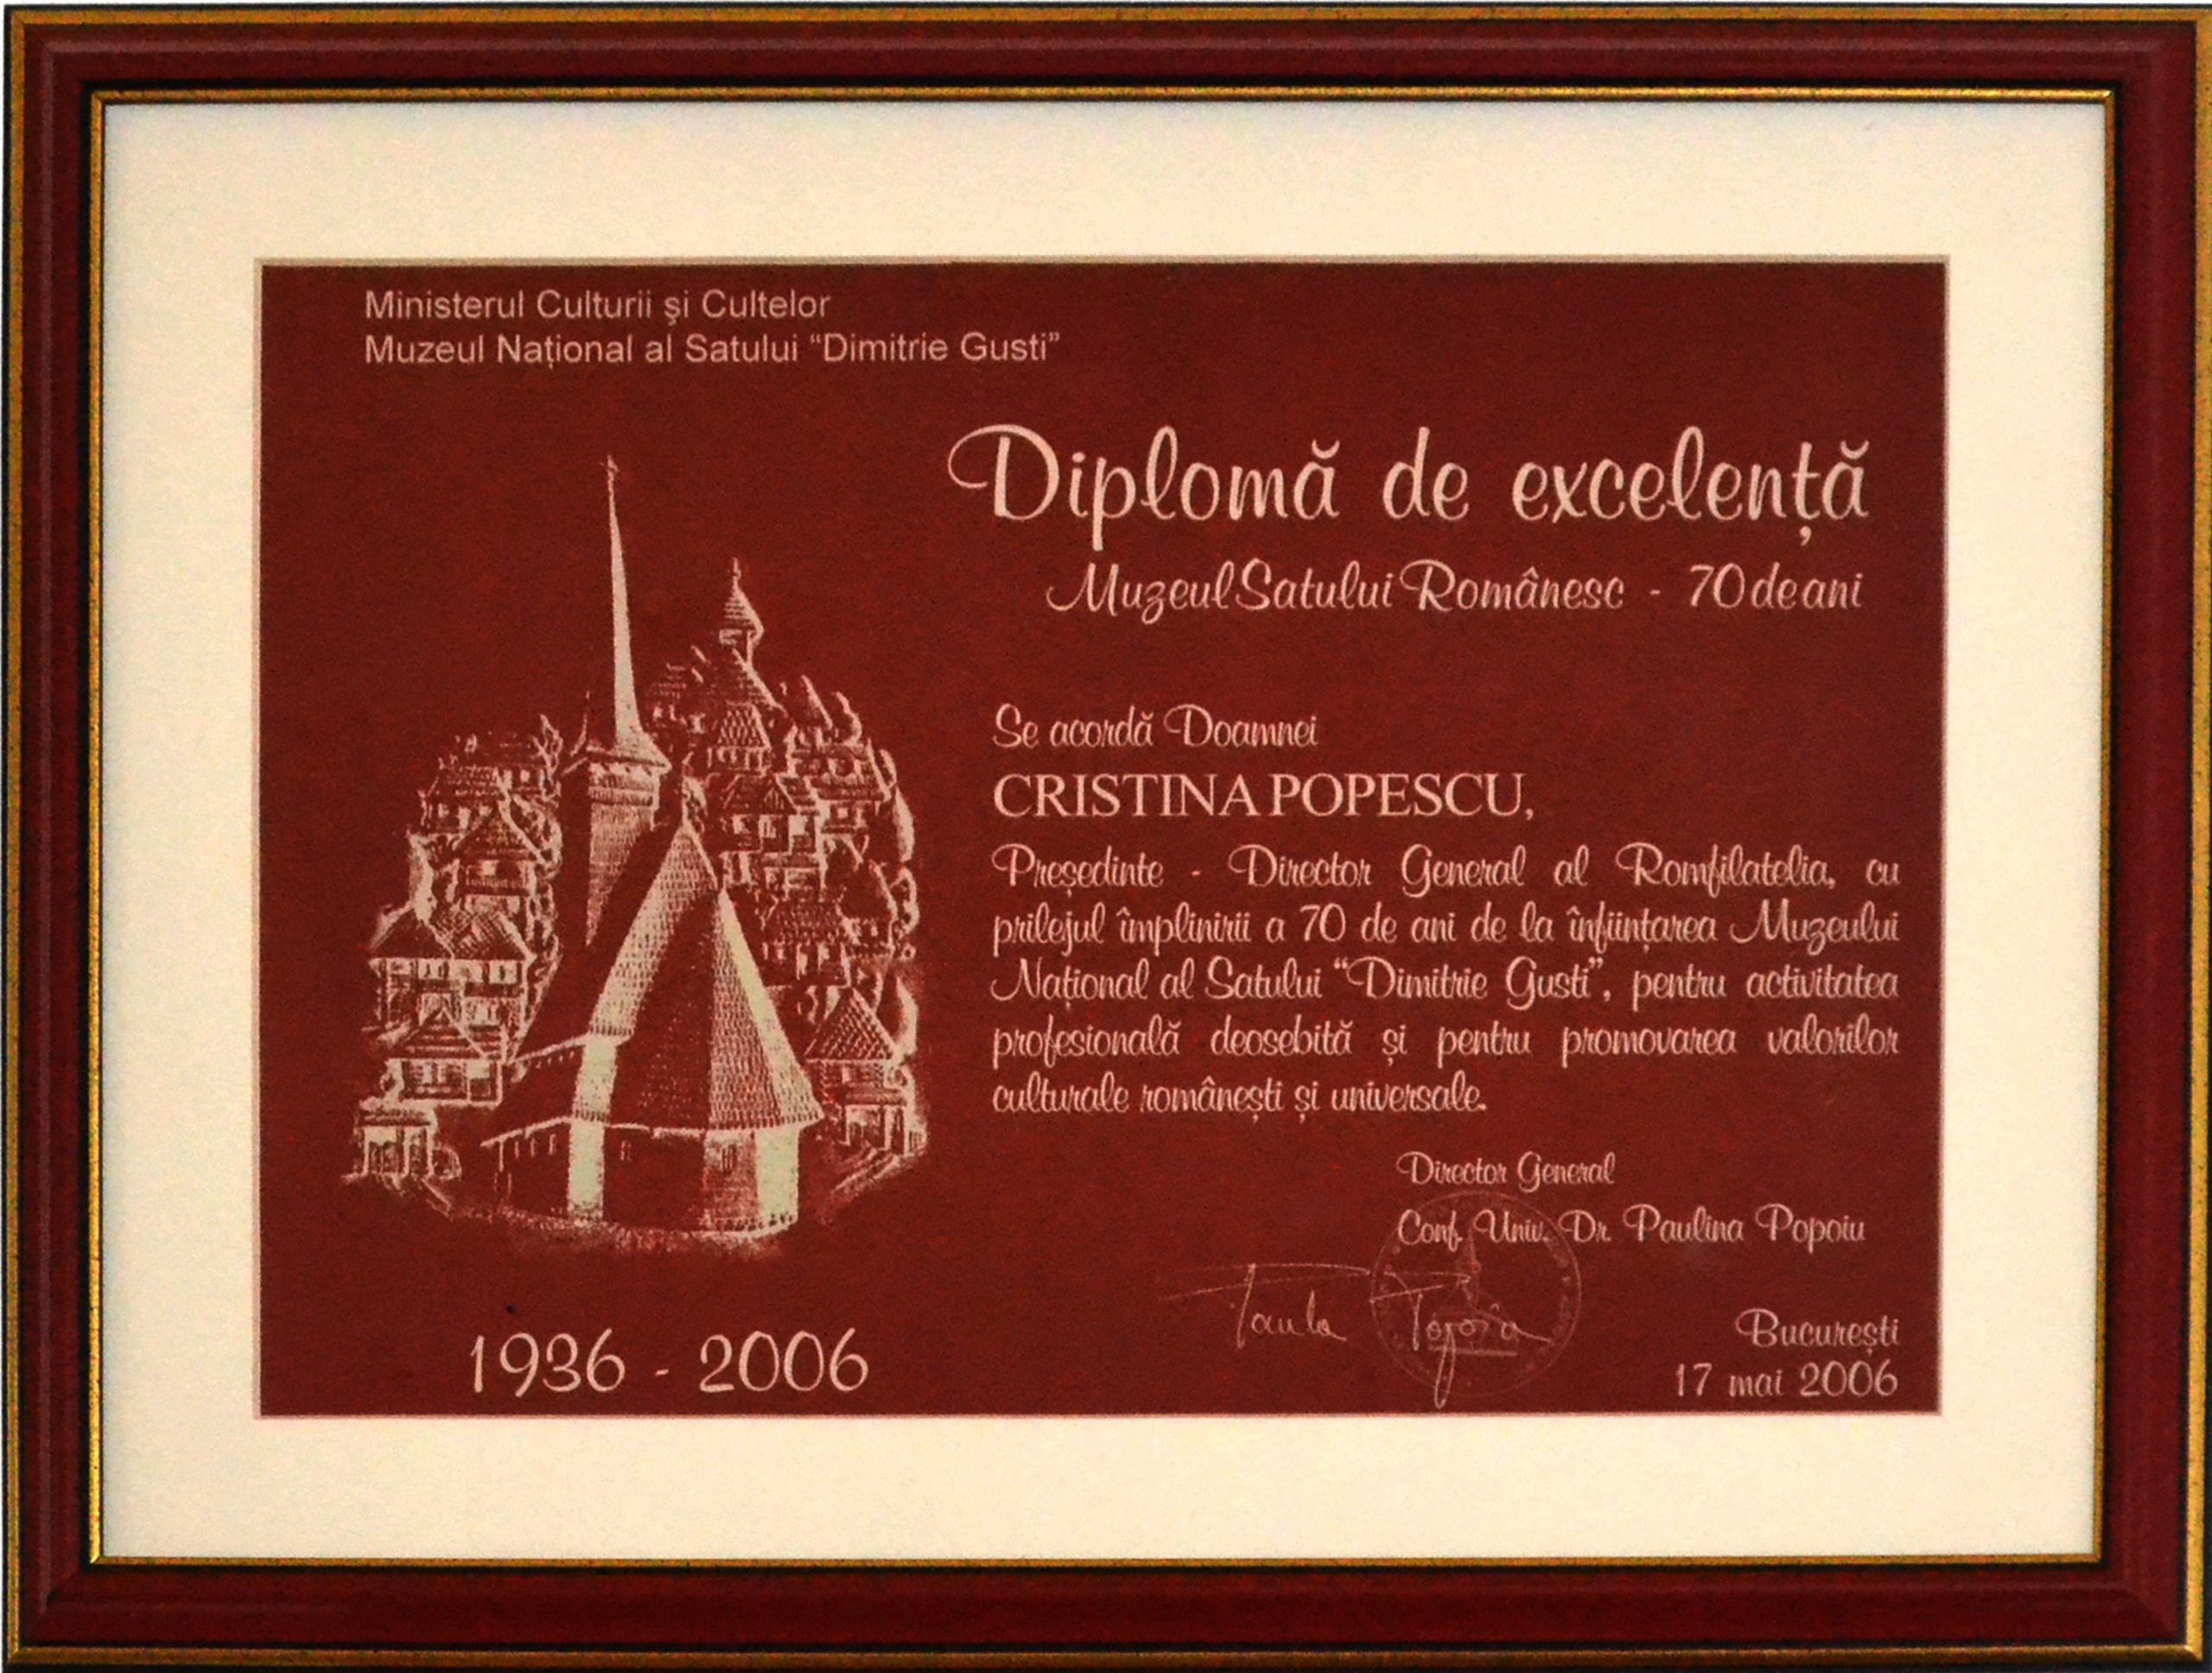 Ministerul Culturii şi Cultelor
Muzeul Naţional al Satului “Dimitrie Gusti”
Diplomă de excelență
Muzeul Satului Românesc - 70 de ani
Se acordă Doamnei
CRISTINA POPESCU,
Președinte - Director General al Romfilatelia, cu
prilejul împlinirii a 70 de ani de la înființarea Muzeului
Național al Satului “Dimitrie Gusti”, pentru activitatea
profesională deosebită și pentru promovarea valorilor
culturale românești și universale.
Director General
Conf. Univ. Dr. Paulina Popoiu
București
17 mai 2006
1936 - 2006